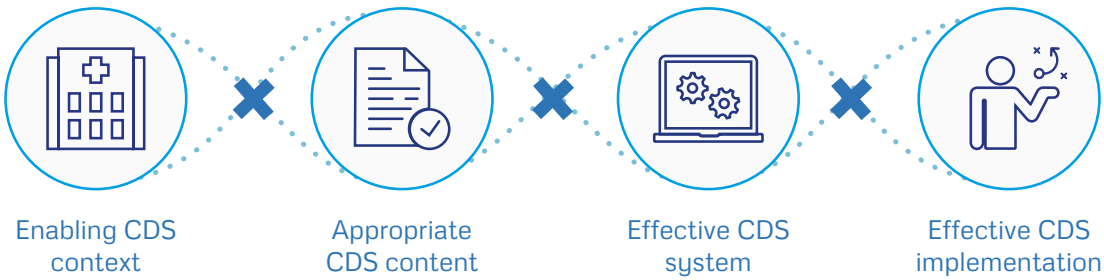 Enabling CDS
context
Appropriate
CDS content
Effective CDS
system
Effective CDS
implementation